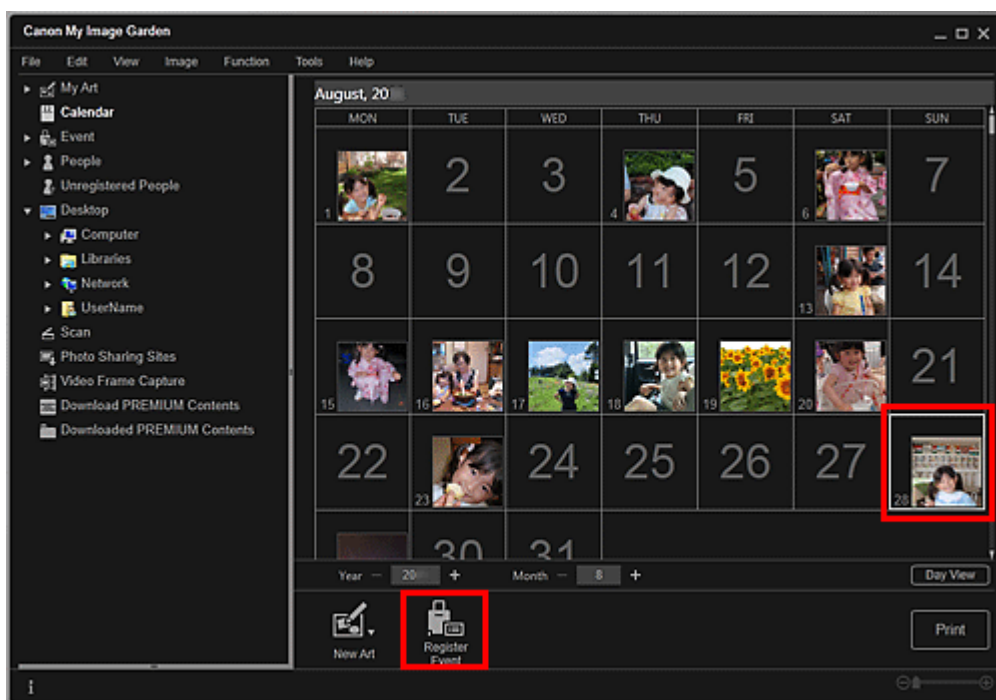 Canon My Image Garden
File Edit View Image Function Tools Help
My Art
Calendar
Event
People
Unregistered People
Desktop
Computer
Libraries
Network
UserName
Scan
Photo Sharing Sites
Video Frame Capture
Download PREMIUM Contents
Downloaded PREMIUM Contents
August, 20
MON TUE WED THU FRI SAT SUN
1 2 3 4 5 6 7
8 9 10 11 12 13 14
15 16 17 18 19 20 21
22 23 24 25 26 27 28
30 31
Year − 20 + Month − 8 + Day View
New Art
Register Event
Print
i